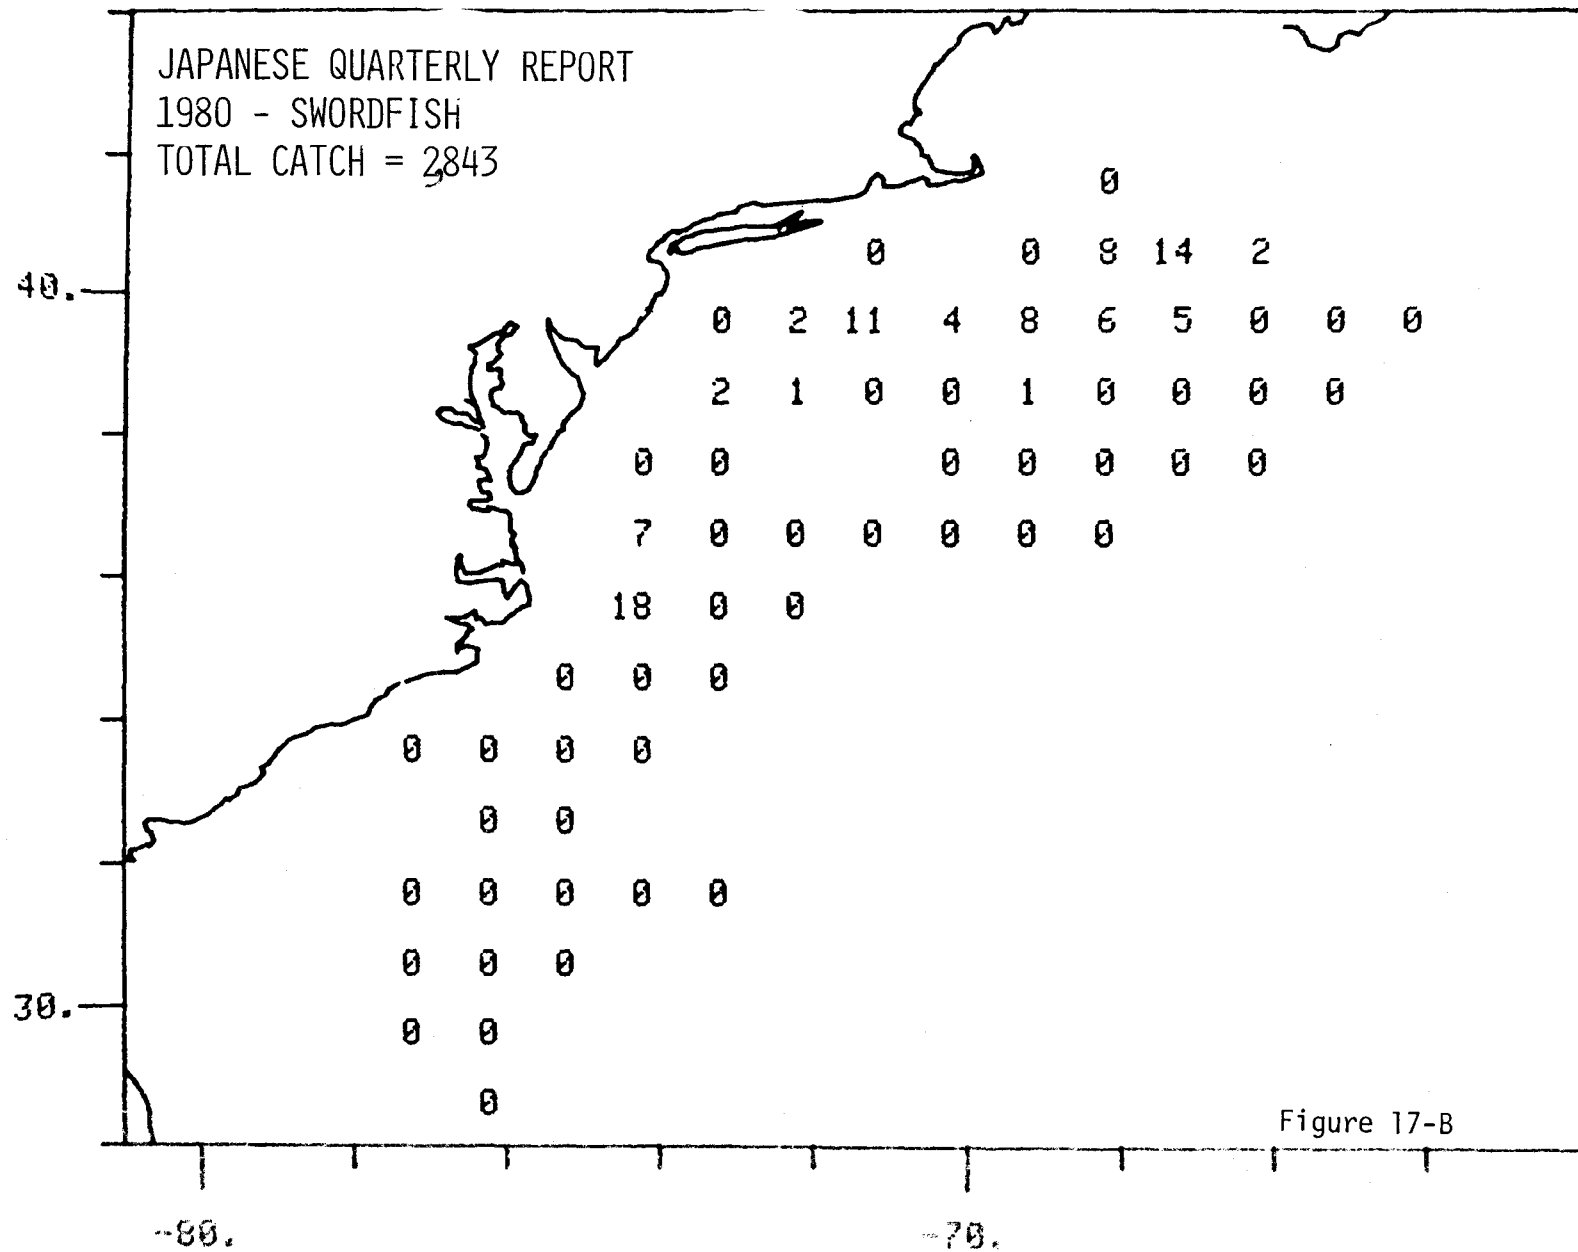 JAPANESE QUARTERLY REPORT
1980 - SWORDFISH
TOTAL CATCH = 2,843
0
0 0 8 14 2
40.
0 2 11 4 8 6 5 0 0 0
2 1 0 0 1 0 0 0 0
0 0 0 0 0 0 0
7 0 0 0 0 0 0
18 0 0
0 0 0
0 0 0 0
0 0
0 0 0 0 0
0 0 0
30.
0 0
0
Figure 17-B
-80. -70.